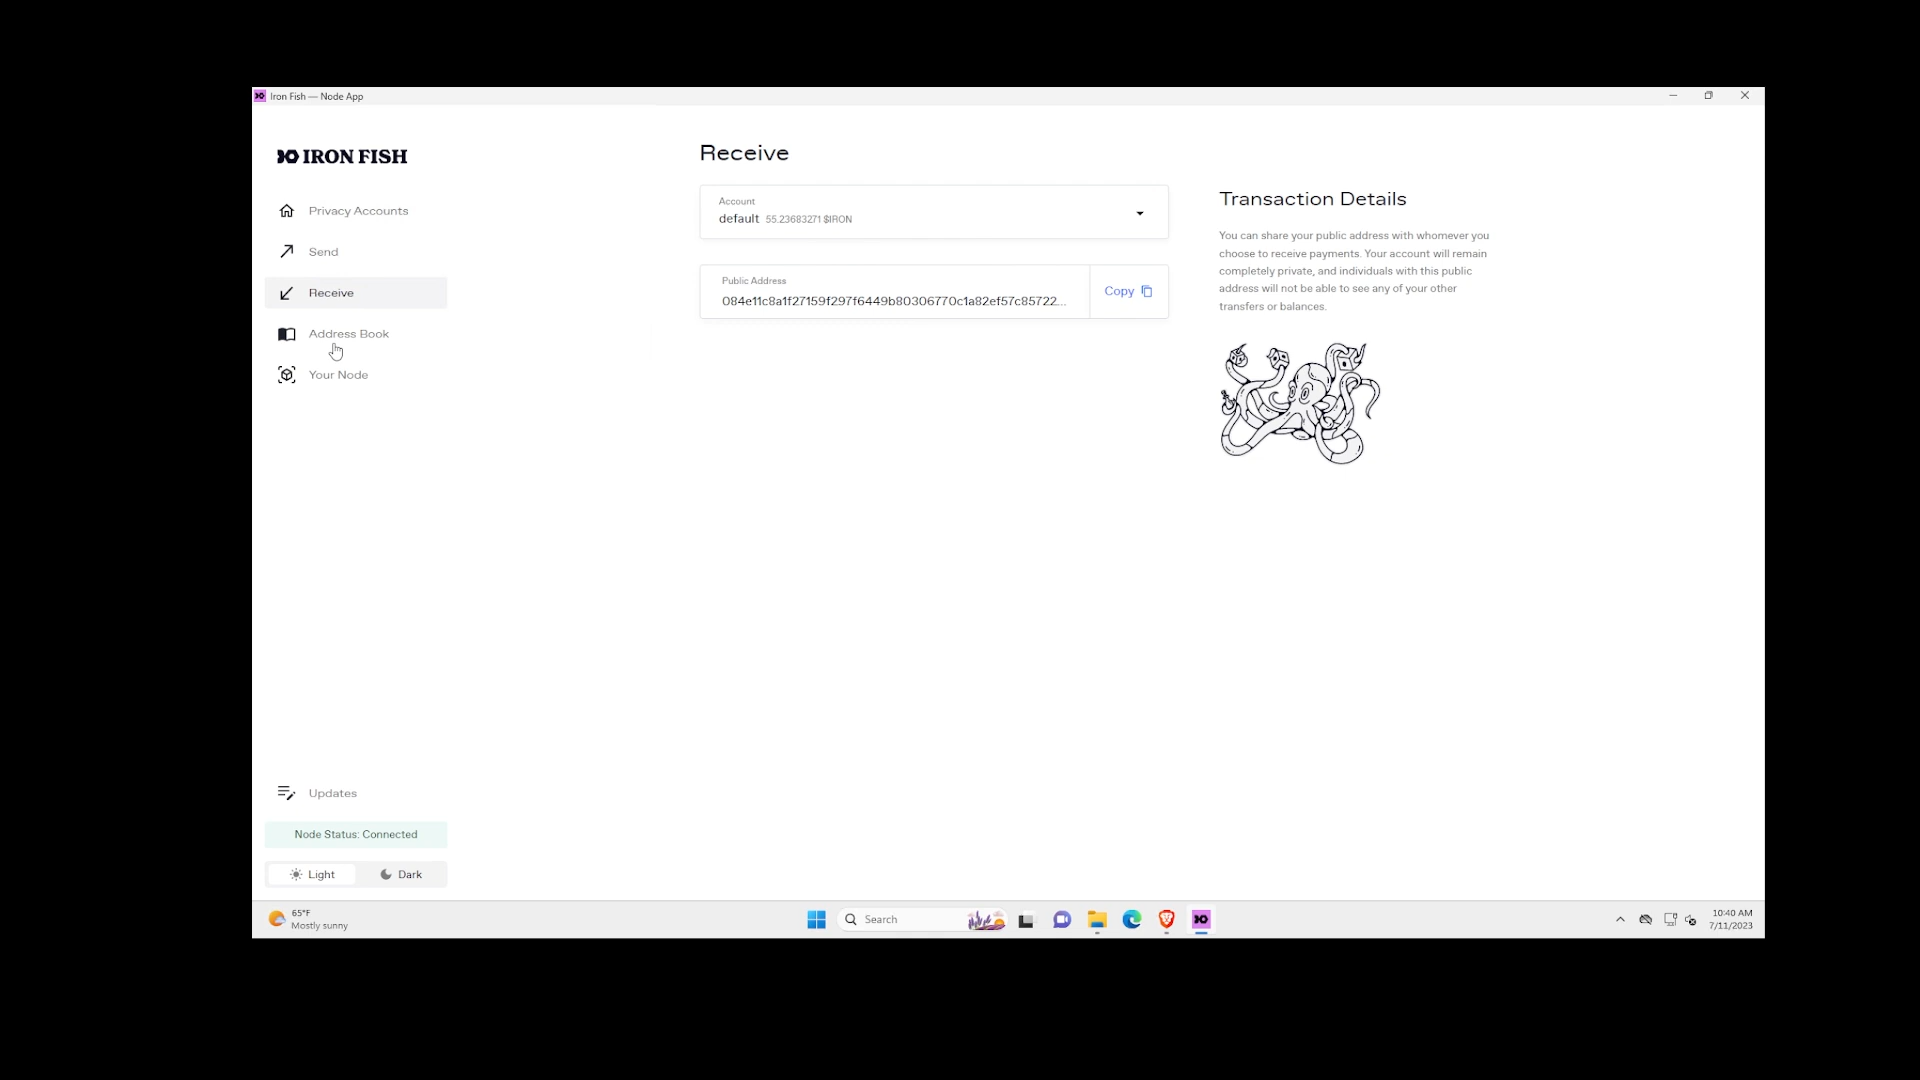 Iron Fish — Node App
IRON FISH
Privacy Accounts
Send
Receive
Address Book
Your Node
Updates
Node Status: Connected
Light
Dark
Receive
Account
default 55.23683271 $IRON
Public Address
084e11c8a1f27159f297f6449b80306770c1a82ef57c85722...
Copy
Transaction Details
You can share your public address with whomever you
choose to receive payments. Your account will remain
completely private, and individuals with this public
address will not be able to see any of your other
transfers or balances.
65°F
Mostly sunny
Search
10:40 AM
7/11/2023